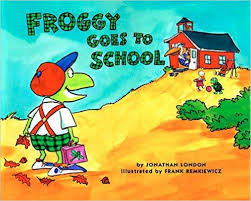 FROGGY
GOES TO
SCHOOL
by JONATHAN LONDON
illustrated by FRANK REMKIEWICZ